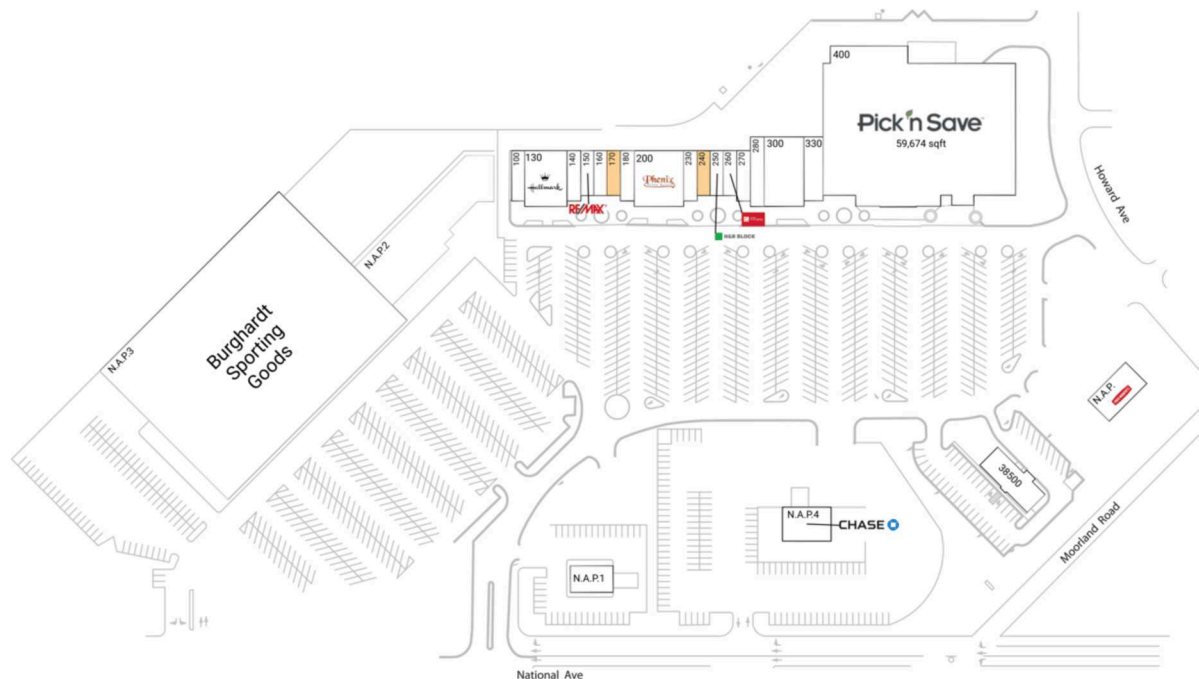 400
Pick'n Save
59,674 sqft
100
130
Hallmark
140
150
160
170
180
200
Phenix
230
240
250
260
270
280
300
330
RE/MAX
H&R BLOCK
Howard Ave
N.A.P.2
N.A.P.3
Burghardt
Sporting
Goods
N.A.P.
38500
N.A.P.4
CHASE
Moorland Road
N.A.P.1
National Ave